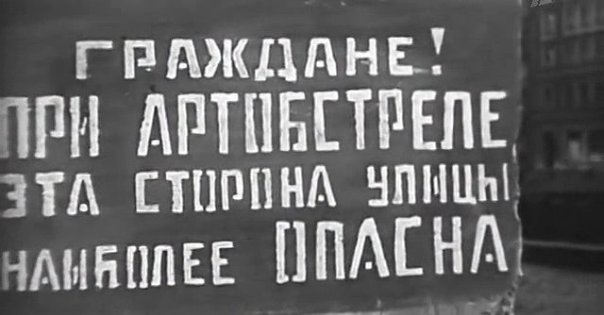 ГРАЖДАНЕ!
ПРИ АРТОБСТРЕЛЕ
ЭТА СТОРОНА УЛИЦЫ
НАИБОЛЕЕ ОПАСНА